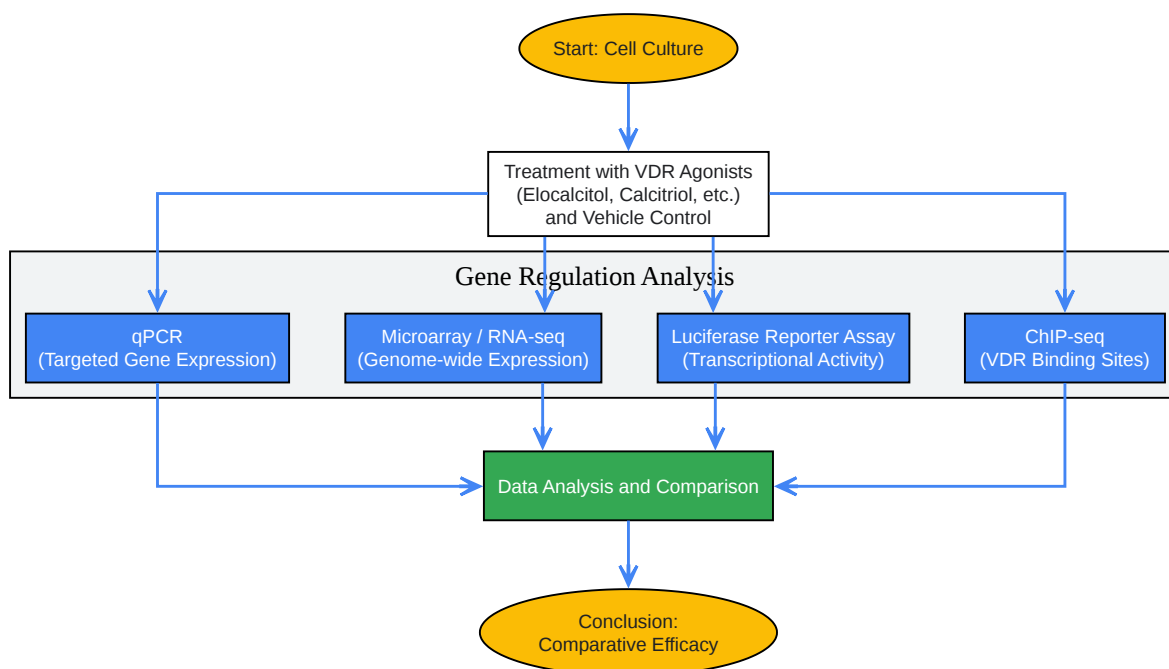 Start: Cell Culture
Treatment with VDR Agonists
(Elocalcitol, Calcitriol, etc.)
and Vehicle Control
Gene Regulation Analysis
qPCR
(Targeted Gene Expression)
Microarray / RNA-seq
(Genome-wide Expression)
Luciferase Reporter Assay
(Transcriptional Activity)
ChIP-seq
(VDR Binding Sites)
Data Analysis and Comparison
Conclusion:
Comparative Efficacy